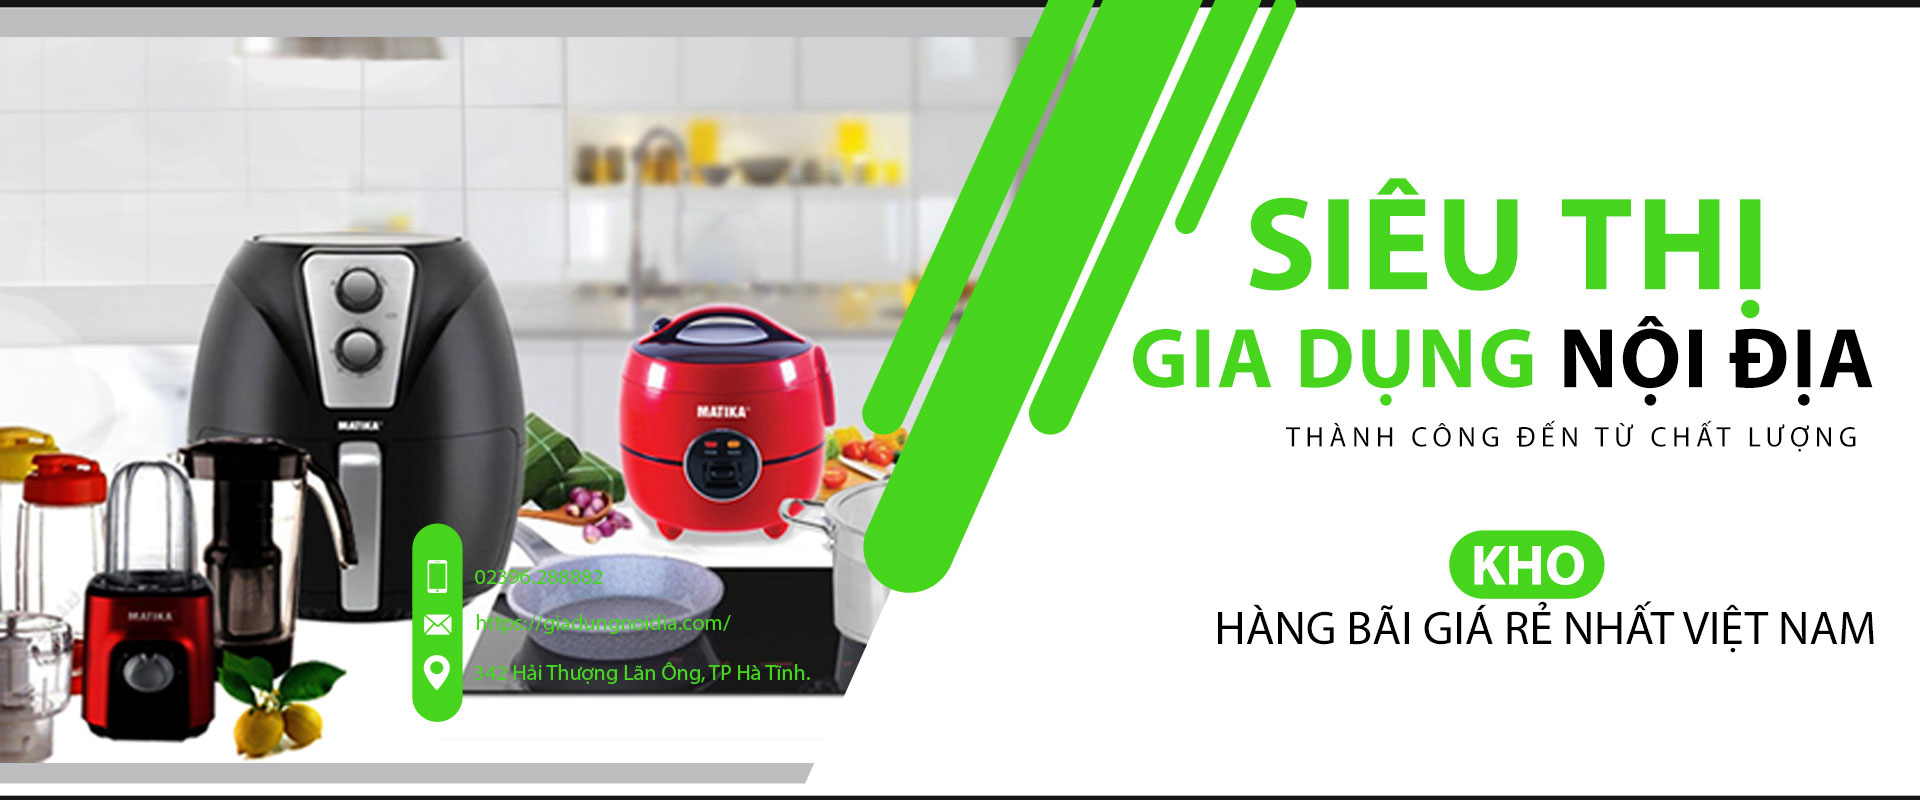 SIÊU THỊ
GIA DỤNG NỘI ĐỊA
THÀNH CÔNG ĐẾN TỪ CHẤT LƯỢNG
KHO
HÀNG BÃI GIÁ RẺ NHẤT VIỆT NAM
MATIKA
MATIKA
MATIKA
02396.288882
https://giadungnoidia.com/
342 Hải Thượng Lãn Ông, TP Hà Tĩnh.